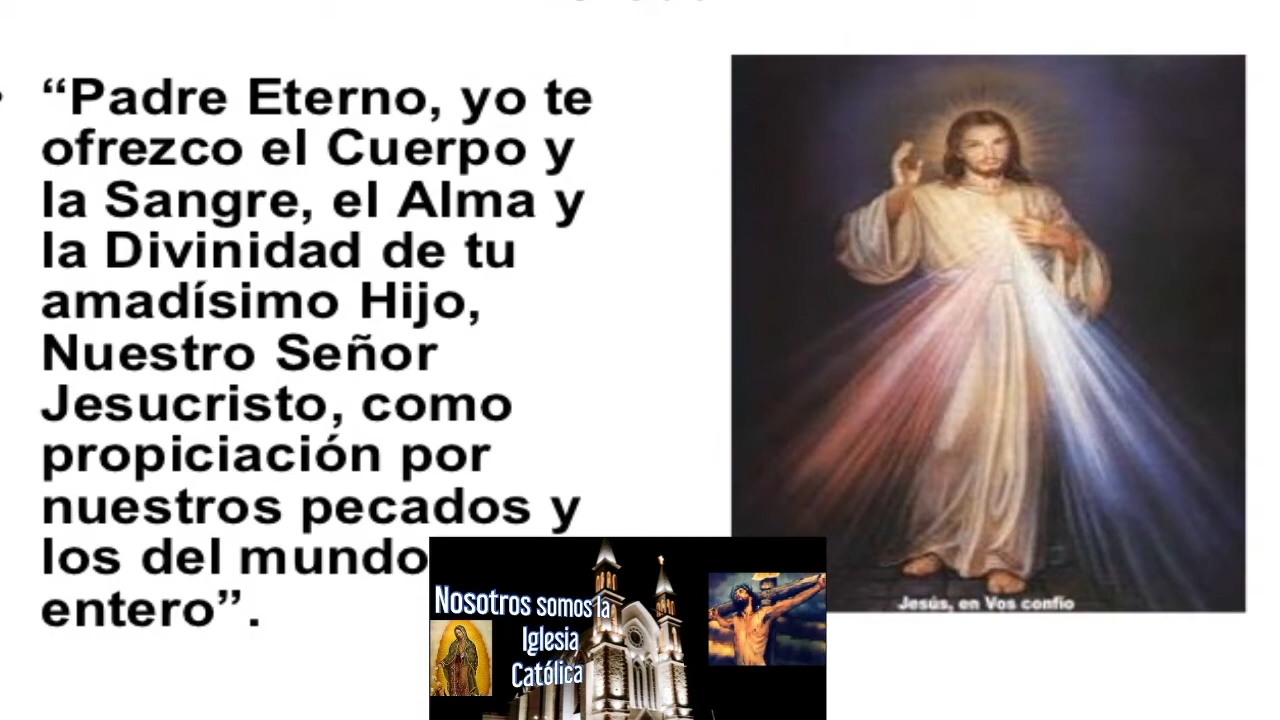 “Padre Eterno, yo te
ofrezco el Cuerpo y
la Sangre, el Alma y
la Divinidad de tu
amadísimo Hijo,
Nuestro Señor
Jesucristo, como
propiciación por
nuestros pecados y
los del mundo
entero”.
Jesús, en Vos confío
Nosotros somos la
Iglesia
Católica